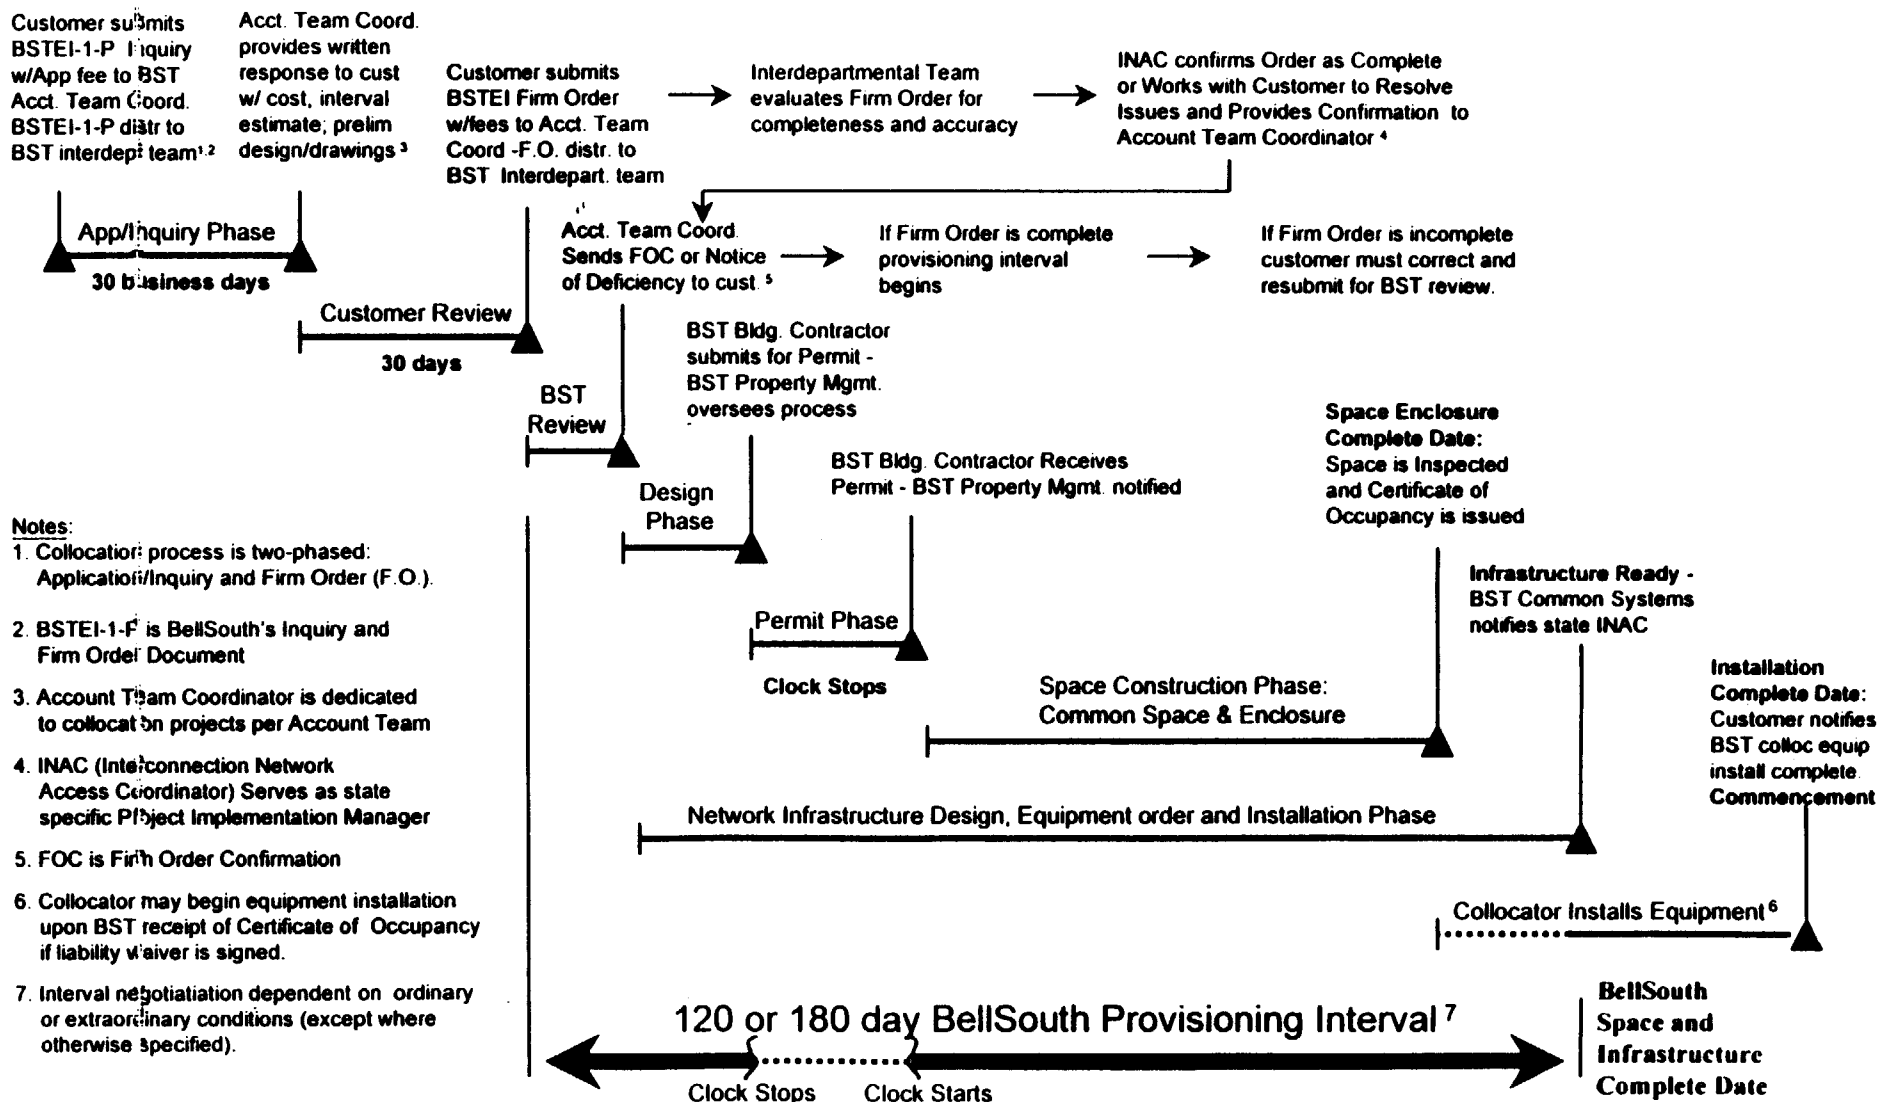 Customer submits
BSTEI-1-P Inquiry
w/App fee to BST
Acct. Team Coord.
BSTEI-1-P distr to
BST interdept team1,2
Acct. Team Coord.
provides written
response to cust
w/ cost, interval
estimate; prelim
design/drawings 3
Customer submits
BSTEI Firm Order
w/fees to Acct. Team
Coord -F.O. distr. to
BST Interdepart. team
Interdepartmental Team
evaluates Firm Order for
completeness and accuracy
INAC confirms Order as Complete
or Works with Customer to Resolve
Issues and Provides Confirmation to
Account Team Coordinator 4
App/Inquiry Phase
30 business days
Acct. Team Coord.
Sends FOC or Notice
of Deficiency to cust. 5
If Firm Order is complete
provisioning interval
begins
If Firm Order is incomplete
customer must correct and
resubmit for BST review.
Customer Review
30 days
BST Bldg. Contractor
submits for Permit -
BST Property Mgmt.
oversees process
BST
Review
Space Enclosure
Complete Date:
Space is Inspected
and Certificate of
Occupancy is issued
BST Bldg. Contractor Receives
Permit - BST Property Mgmt. notified
Design
Phase
Infrastructure Ready -
BST Common Systems
notifies state INAC
Permit Phase
Clock Stops
Space Construction Phase:
Common Space & Enclosure
Installation
Complete Date:
Customer notifies
BST colloc equip
install complete.
Commencement
Network Infrastructure Design, Equipment order and Installation Phase
Collocator Installs Equipment 6
Notes:
1. Collocation process is two-phased:
Application/Inquiry and Firm Order (F.O.).
2. BSTEI-1-P is BellSouth's Inquiry and
Firm Order Document
3. Account Team Coordinator is dedicated
to collocation projects per Account Team
4. INAC (Interconnection Network
Access Coordinator) Serves as state
specific Project Implementation Manager
5. FOC is Firm Order Confirmation
6. Collocator may begin equipment installation
upon BST receipt of Certificate of Occupancy
if liability waiver is signed.
7. Interval negotiatiation dependent on ordinary
or extraordinary conditions (except where
otherwise specified).
120 or 180 day BellSouth Provisioning Interval 7
Clock Stops
Clock Starts
BellSouth
Space and
Infrastructure
Complete Date